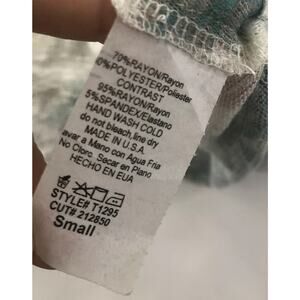 70%RAYON/Rayon
0%POLYESTER/Poliester
CONTRAST
95%RAYON/Rayon
5%SPANDEX/Elastano
HAND WASH COLD
do not bleach,line dry
MADE IN U.S.A.
avar a Mano con Agua Fria
No Clorc. Secar en Plano
HECHO EN EUA
STYLE# T1295
CUT# 212850
Small